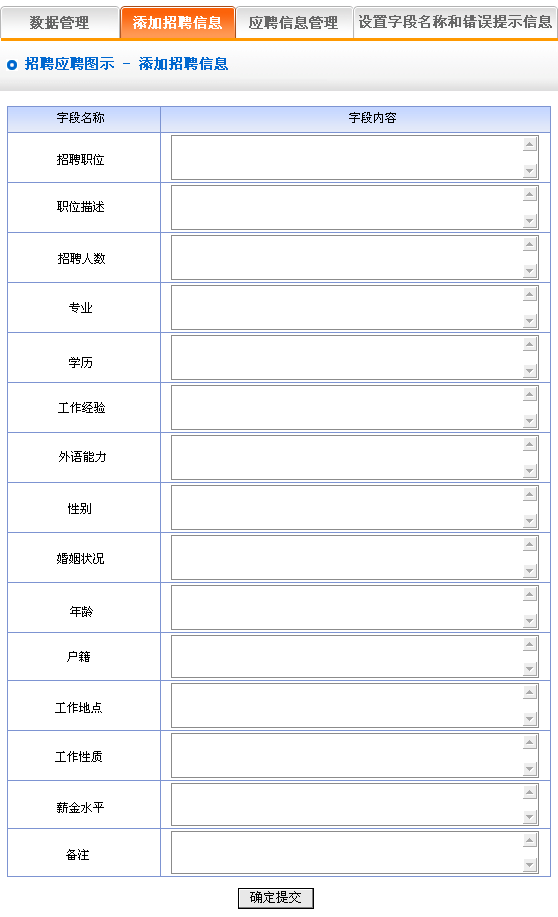 数据管理 添加招聘信息 应聘信息管理 设置字段名称和错误提示信息
招聘应聘图示 - 添加招聘信息
字段名称 字段内容
招聘职位
职位描述
招聘人数
专业
学历
工作经验
外语能力
性别
婚姻状况
年龄
户籍
工作地点
工作性质
薪金水平
备注
确定提交